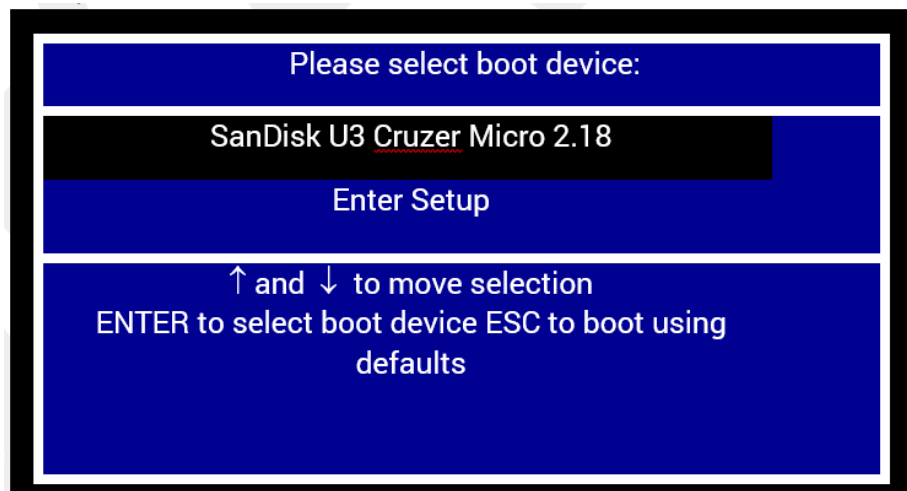 Please select boot device:
SanDisk U3 Cruzer Micro 2.18
Enter Setup
↑ and ↓ to move selection
ENTER to select boot device ESC to boot using
defaults